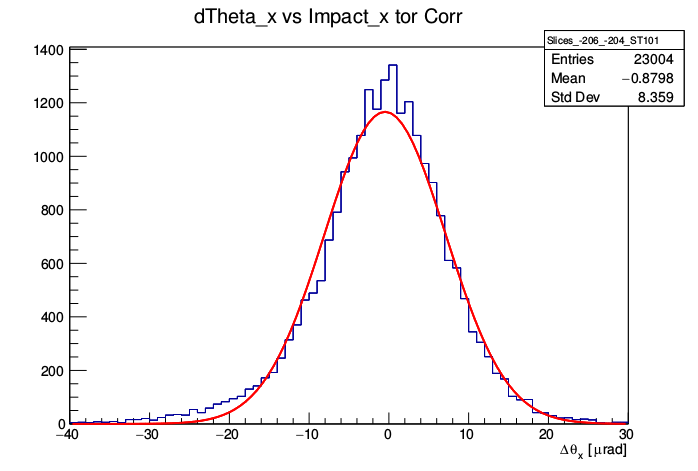 dTheta_x vs Impact_x tor Corr
Slices_-206_-204_ST101
Entries 23004
Mean −0.8798
Std Dev 8.359
1400
1200
1000
800
600
400
200
0
−40 −30 −20 −10 0 10 20 30
Δθx [μrad]